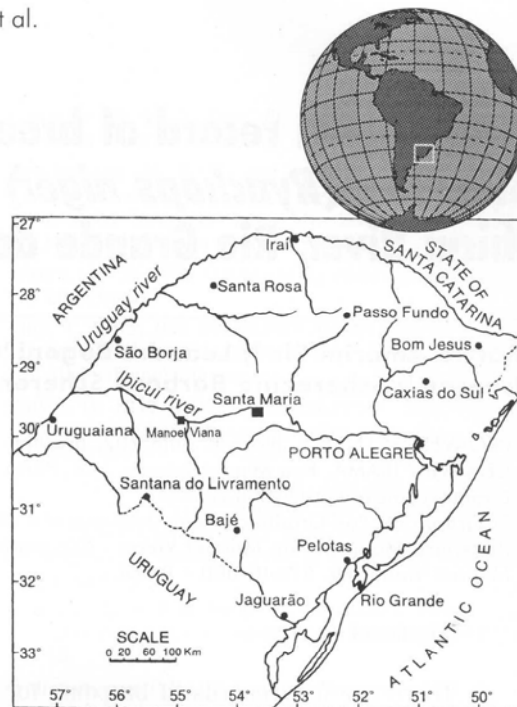 et al.
27°
28°
29°
30°
31°
32°
33°
57°
56°
55°
54°
53°
52°
51°
50°
ARGENTINA
Uruguay river
Iraí
STATE OF
SANTA CATARINA
Santa Rosa
Passo Fundo
São Borja
Bom Jesus
Ibicuí river
Santa Maria
Caxias do Sul
Uruguaiana
Manoel Viana
PORTO ALEGRE
Santana do Livramento
Bajé
URUGUAY
Pelotas
Jaguarão
Rio Grande
ATLANTIC OCEAN
SCALE
0 20 60 100 Km